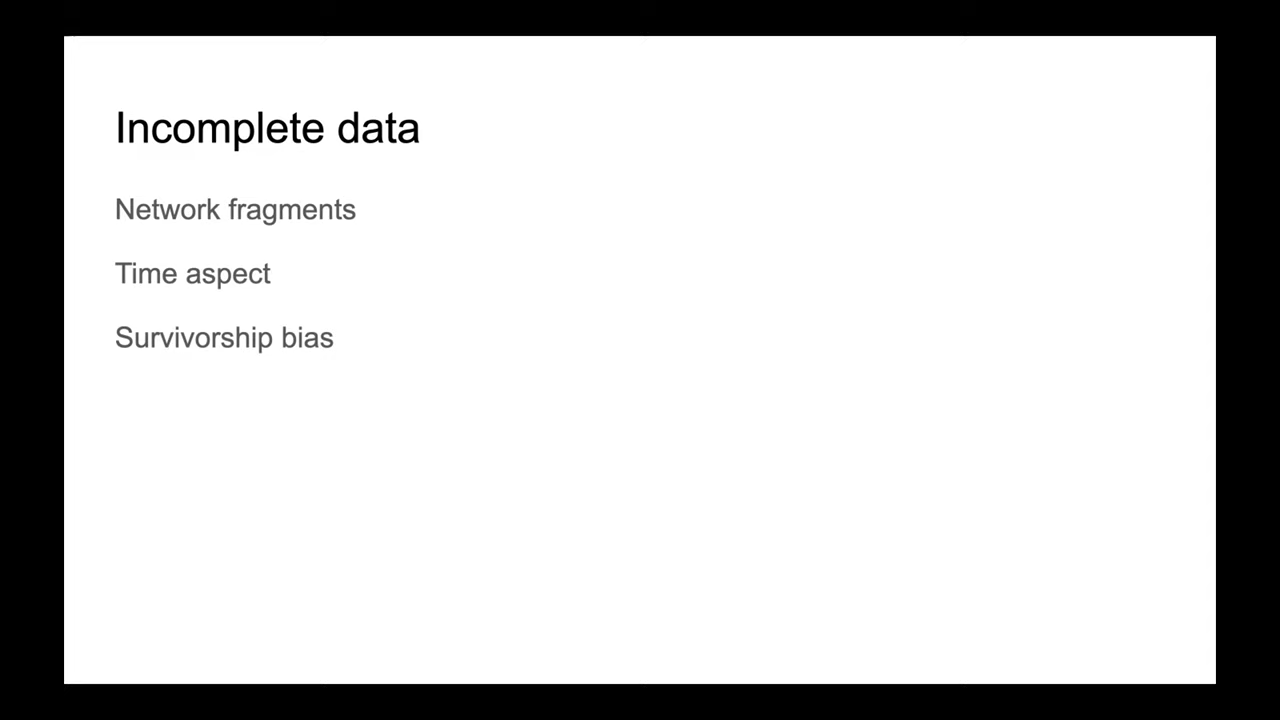 Incomplete data
Network fragments
Time aspect
Survivorship bias